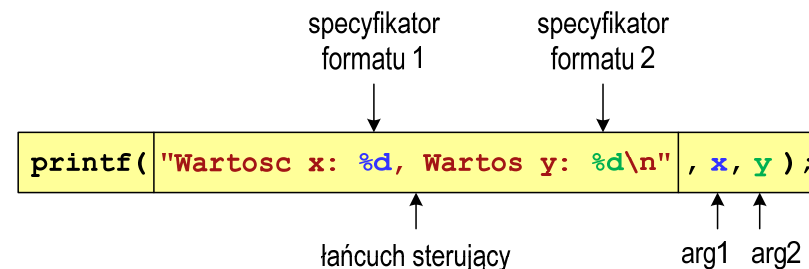 specyfikator specyfikator
formatu 1 formatu 2
printf( "Wartosc x: %d, Wartos y: %d\n" , x, y );
łańcuch sterujący arg1 arg2